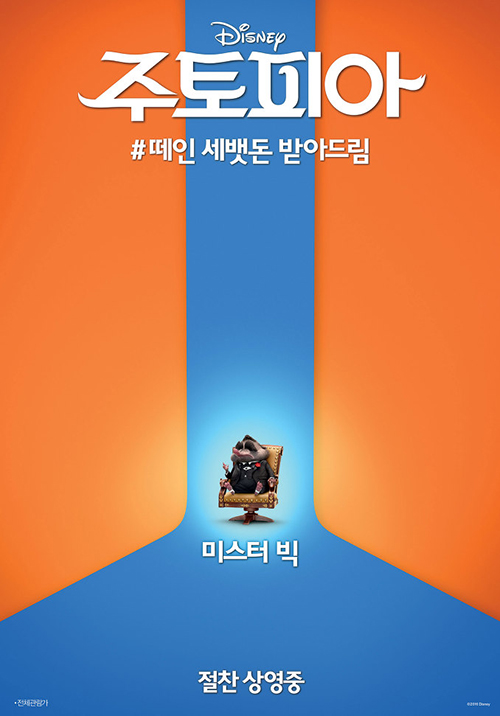 Disney
주토피아
#떼인 세뱃돈 받아드림
미스터 빅
절찬 상영중
• 전체관람가
©2016 Disney